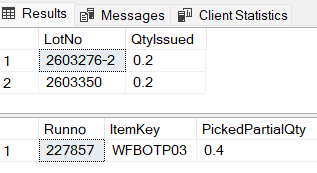 Results Messages Client Statistics
LotNo QtyIssued
1 2603276-2 0.2
2 2603350 0.2
Runno ItemKey PickedPartialQty
1 227857 WFBOTP03 0.4